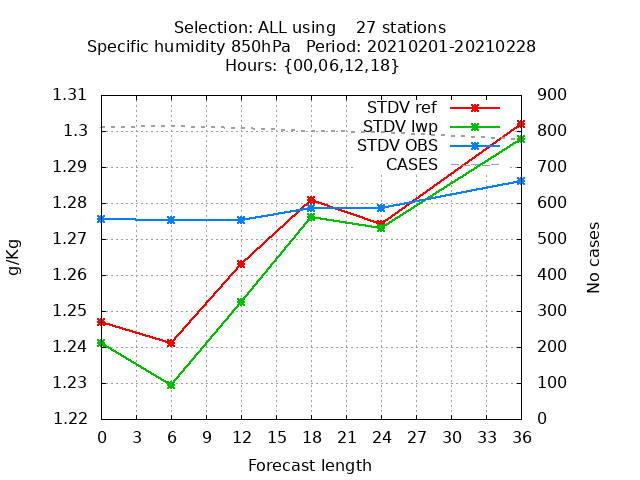 Selection: ALL using    27 stations
Specific humidity 850hPa   Period: 20210201-20210228
Hours: {00,06,12,18}
STDV ref
STDV lwp
STDV OBS
CASES
1.31
1.3
1.29
1.28
1.27
1.26
1.25
1.24
1.23
1.22
g/Kg
900
800
700
600
500
400
300
200
100
0
No cases
0 3 6 9 12 15 18 21 24 27 30 33 36
Forecast length